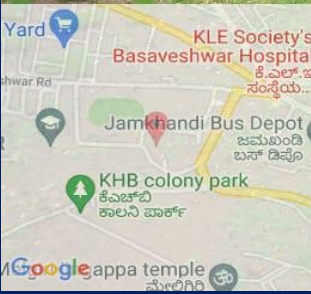 Yard
KLE Society's
Basaveshwar Hospital
ಕೆ.ಎಲ್.ಇ
ಸಂಸ್ಥೆಯ...
shwar Rd
Jamkhandi Bus Depot
ಜಮಖಂಡಿ
ಬಸ್ ಡಿಪೊ
KHB colony park
ಕೆಎಚ್‌ಬಿ
ಕಾಲನಿ ಪಾರ್ಕ್
Google
gappa temple
ಮೇಲಿಗಿರಿ